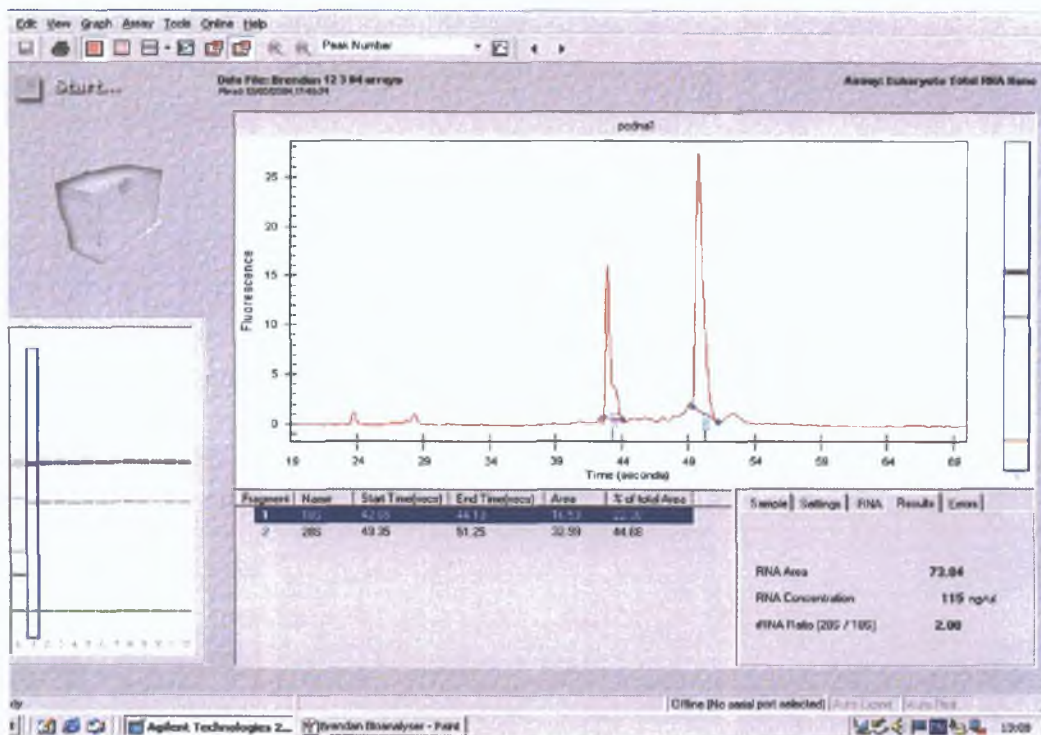 Edit View Graph Assay Tools Online Help
Peak Number
Start...
Data File: Brendan 12 3 04 arrays
Assay: Eukaryote Total RNA Nano
pcdna3
Fluorescence
25
20
15
10
5
0
19 24 29 34 39 44 49 54 59 64 69
Time (seconds)
Fragment Name Start Time(secs) End Time(secs) Area % of total Area
1 18S
2 28S 49.35 51.25 32.99 44.68
Sample Settings RNA Results Errors
RNA Area 73.84
RNA Concentration 115 ng/ul
rRNA Ratio [28S / 18S] 2.00
Offline (No serial port selected)
Agilent Technologies 2... Brendan Bioanalyser - Paint